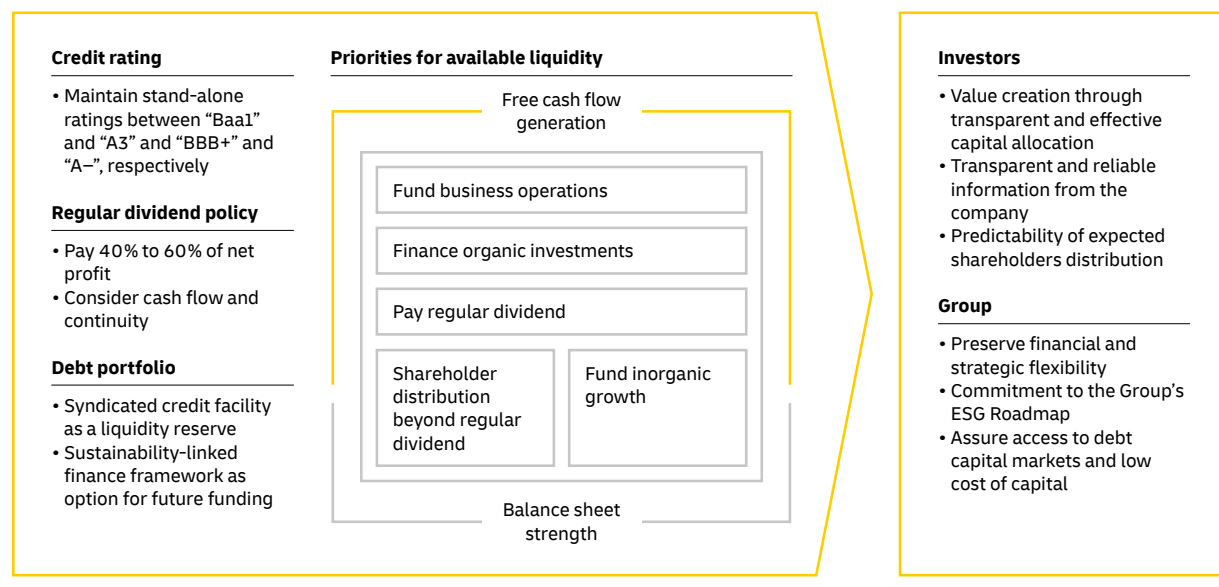 Credit rating
• Maintain stand-alone
ratings between “Baa1”
and “A3” and “BBB+” and
“A–”, respectively
Regular dividend policy
• Pay 40% to 60% of net
profit
• Consider cash flow and
continuity
Debt portfolio
• Syndicated credit facility
as a liquidity reserve
• Sustainability-linked
finance framework as
option for future funding
Priorities for available liquidity
Free cash flow
generation
Fund business operations
Finance organic investments
Pay regular dividend
Shareholder
distribution
beyond regular
dividend
Fund inorganic
growth
Balance sheet
strength
Investors
• Value creation through
transparent and effective
capital allocation
• Transparent and reliable
information from the
company
• Predictability of expected
shareholders distribution
Group
• Preserve financial and
strategic flexibility
• Commitment to the Group’s
ESG Roadmap
• Assure access to debt
capital markets and low
cost of capital